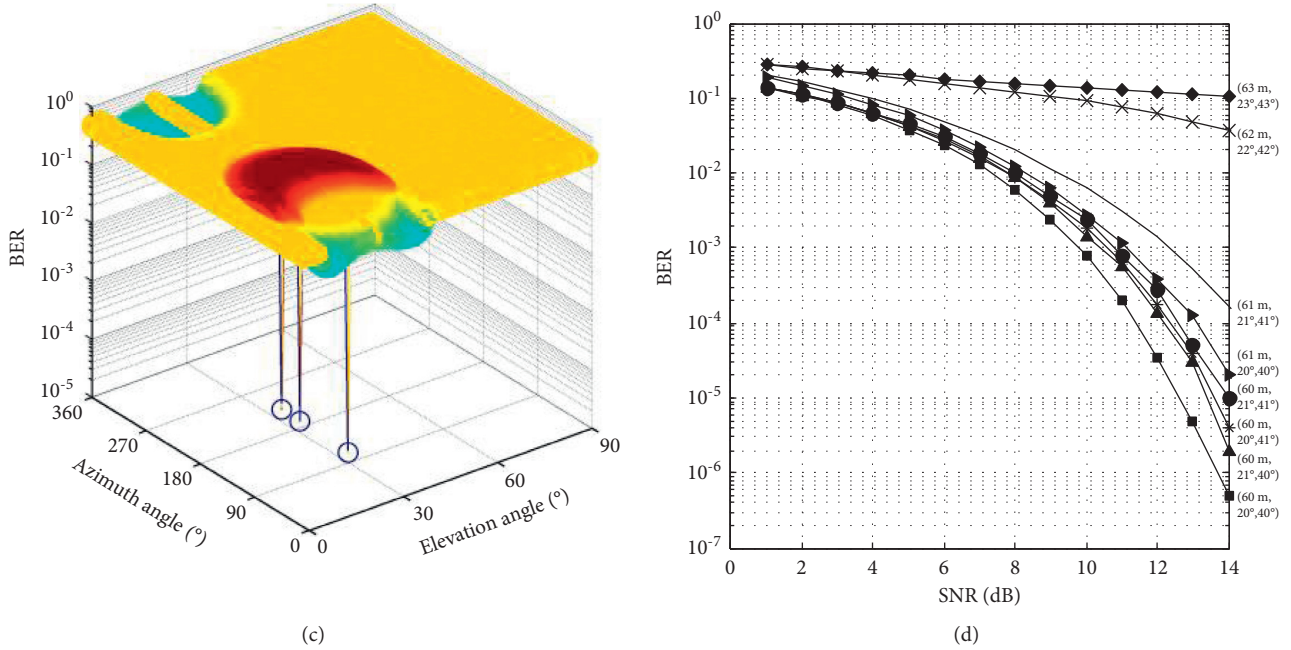 10^0
10^-1
10^-2
10^-3
10^-4
10^-5
BER
360
270
180
90
0
Azimuth angle (°)
0
30
60
90
Elevation angle (°)
(c)
10^0
10^-1
10^-2
10^-3
10^-4
10^-5
10^-6
10^-7
BER
0 2 4 6 8 10 12 14
SNR (dB)
(63 m,
23°,43°)
(62 m,
22°,42°)
(61 m,
21°,41°)
(61 m,
20°,40°)
(60 m,
21°,41°)
(60 m,
20°,41°)
(60 m,
21°,40°)
(60 m,
20°,40°)
(d)